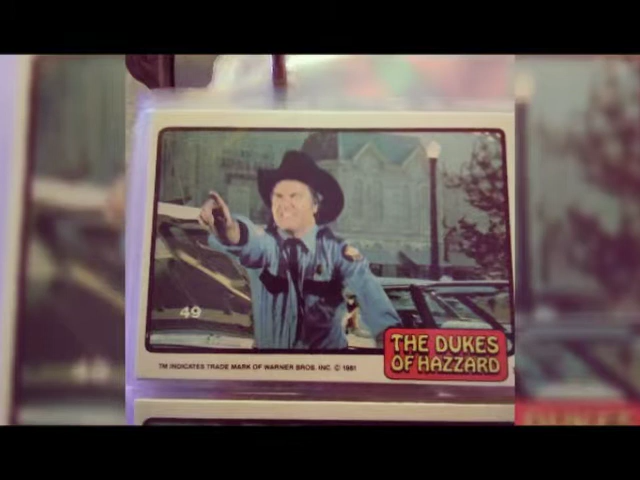 49
THE DUKES
OF HAZZARD
TM INDICATES TRADE MARK OF WARNER BROS. INC. © 1981